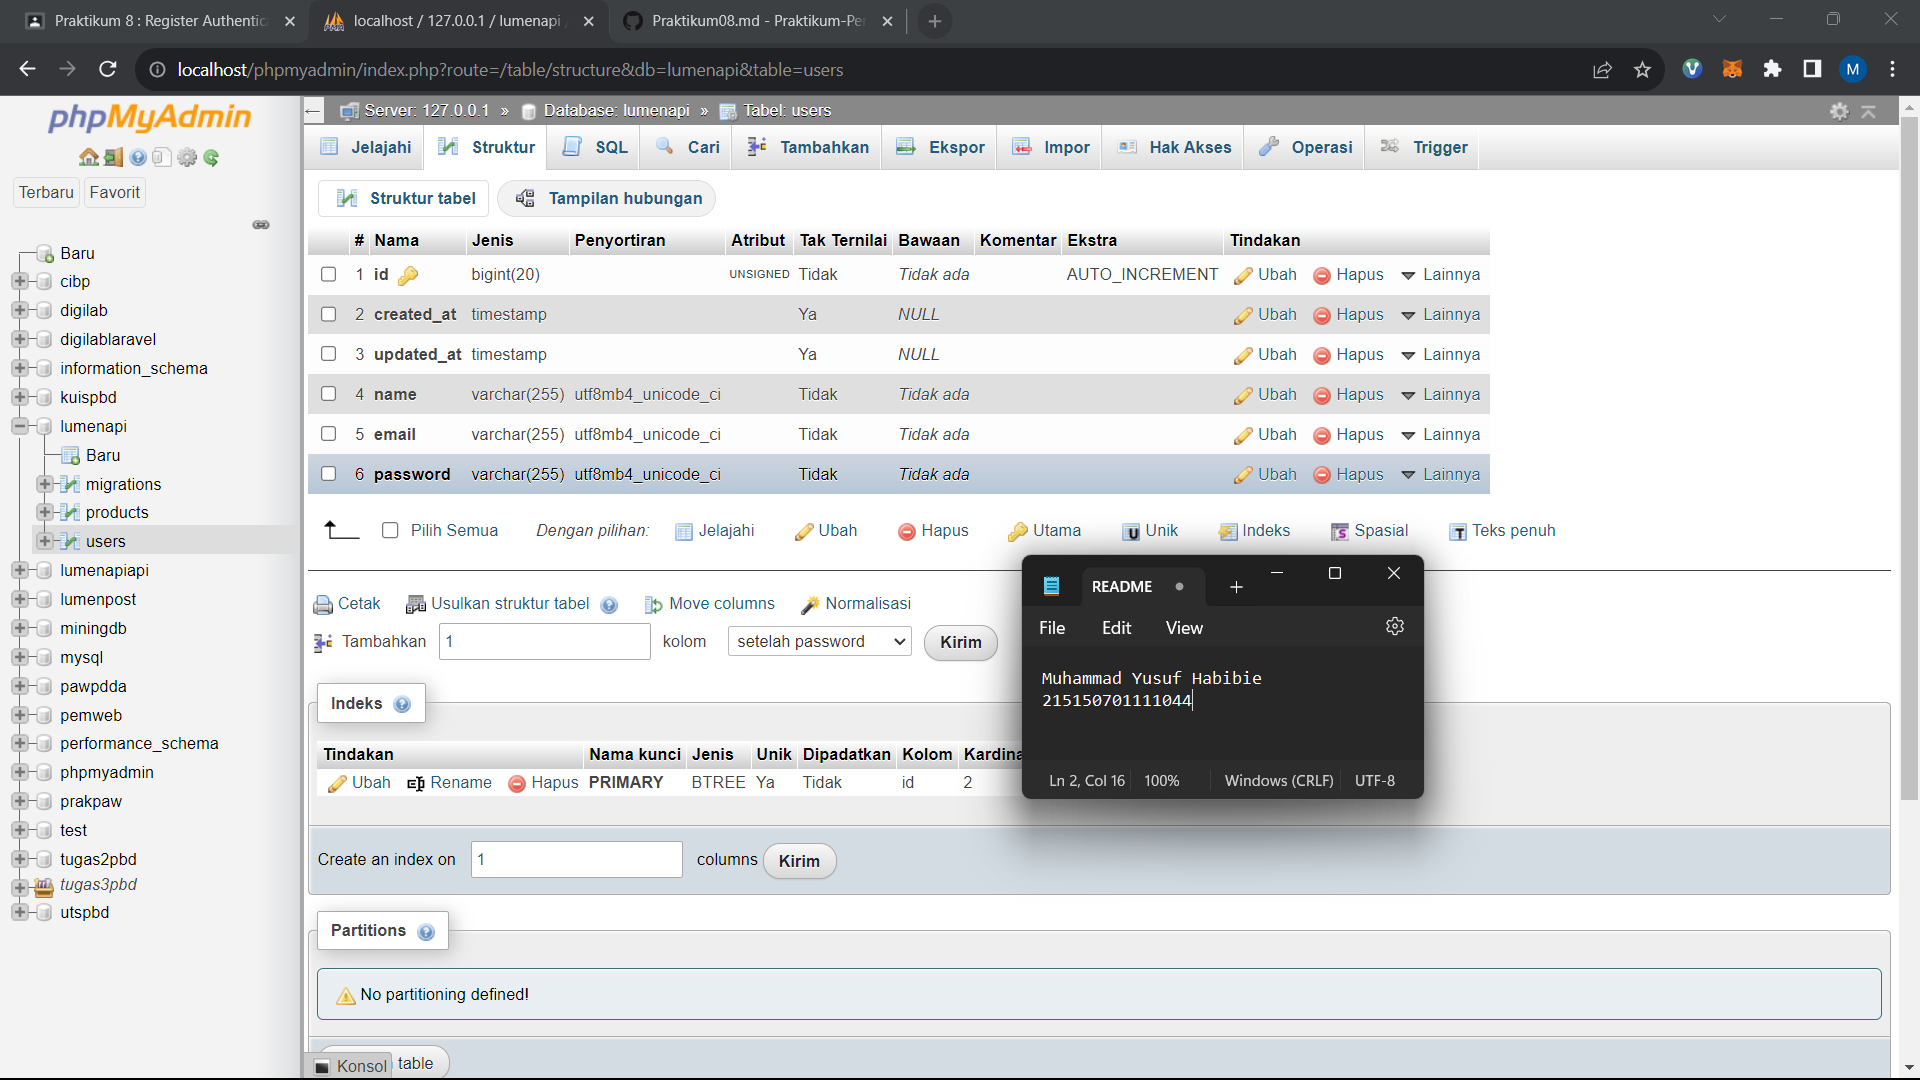 Praktikum 8 : Register Authentica
localhost / 127.0.0.1 / lumenapi
Praktikum08.md - Praktikum-Pe
localhost/phpmyadmin/index.php?route=/table/structure&db=lumenapi&table=users
M
phpMyAdmin
Terbaru Favorit
Baru
cibp
digilab
digilablaravel
information_schema
kuispbd
lumenapi
Baru
migrations
products
users
lumenapiapi
lumenpost
miningdb
mysql
pawpdda
pemweb
performance_schema
phpmyadmin
prakpaw
test
tugas2pbd
tugas3pbd
utspbd
Server: 127.0.0.1 » Database: lumenapi » Tabel: users
Jelajahi Struktur SQL Cari Tambahkan Ekspor Impor Hak Akses Operasi Trigger
Struktur tabel Tampilan hubungan
# Nama Jenis Penyortiran Atribut Tak Ternilai Bawaan Komentar Ekstra Tindakan
1 id bigint(20) UNSIGNED Tidak Tidak ada AUTO_INCREMENT Ubah Hapus Lainnya
2 created_at timestamp Ya NULL Ubah Hapus Lainnya
3 updated_at timestamp Ya NULL Ubah Hapus Lainnya
4 name varchar(255) utf8mb4_unicode_ci Tidak Tidak ada Ubah Hapus Lainnya
5 email varchar(255) utf8mb4_unicode_ci Tidak Tidak ada Ubah Hapus Lainnya
6 password varchar(255) utf8mb4_unicode_ci Tidak Tidak ada Ubah Hapus Lainnya
Pilih Semua Dengan pilihan: Jelajahi Ubah Hapus Utama Unik Indeks Spasial Teks penuh
Cetak Usulkan struktur tabel Move columns Normalisasi
Tambahkan 1 kolom setelah password Kirim
Indeks
Tindakan Nama kunci Jenis Unik Dipadatkan Kolom Kardina
Ubah Rename Hapus PRIMARY BTREE Ya Tidak id 2
Create an index on 1 columns Kirim
Partitions
No partitioning defined!
Konsol table
README
File Edit View
Muhammad Yusuf Habibie
215150701111044
Ln 2, Col 16 100% Windows (CRLF) UTF-8